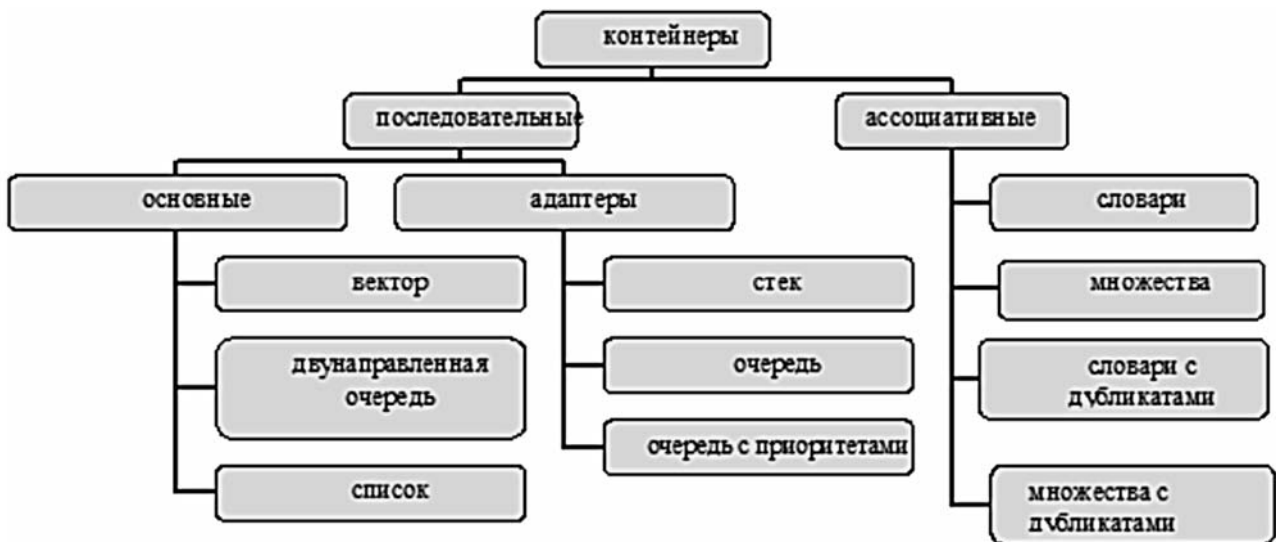 контейнеры
последовательные
ассоциативные
основные
адаптеры
словари
вектор
стек
множества
двунаправленная
очередь
очередь
словари с
дубликатами
очередь с приоритетами
список
множества с
дубликатами